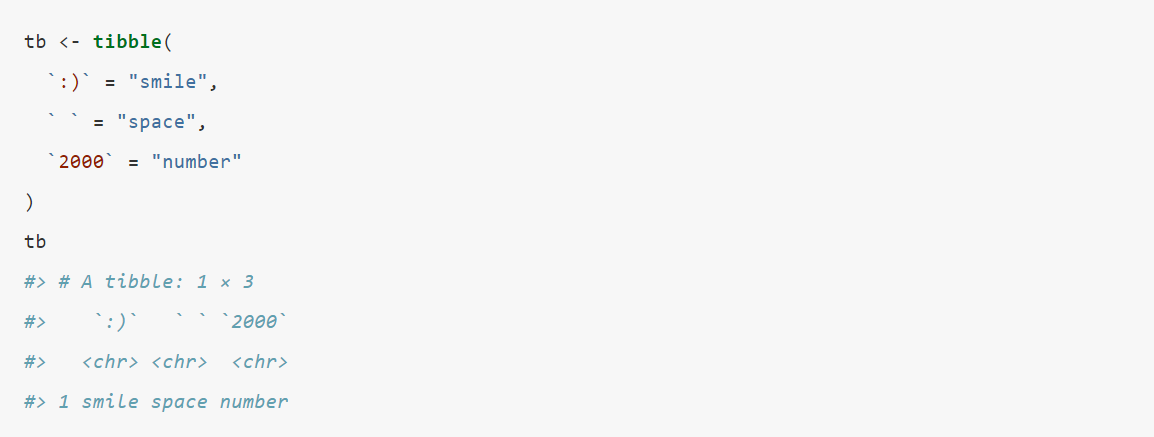 tb <- tibble(
  `:)` = "smile",
  ` ` = "space",
  `2000` = "number"
)
tb
#> # A tibble: 1 × 3
#>    `:)`   ` ` `2000`
#>   <chr> <chr>  <chr>
#> 1 smile space number